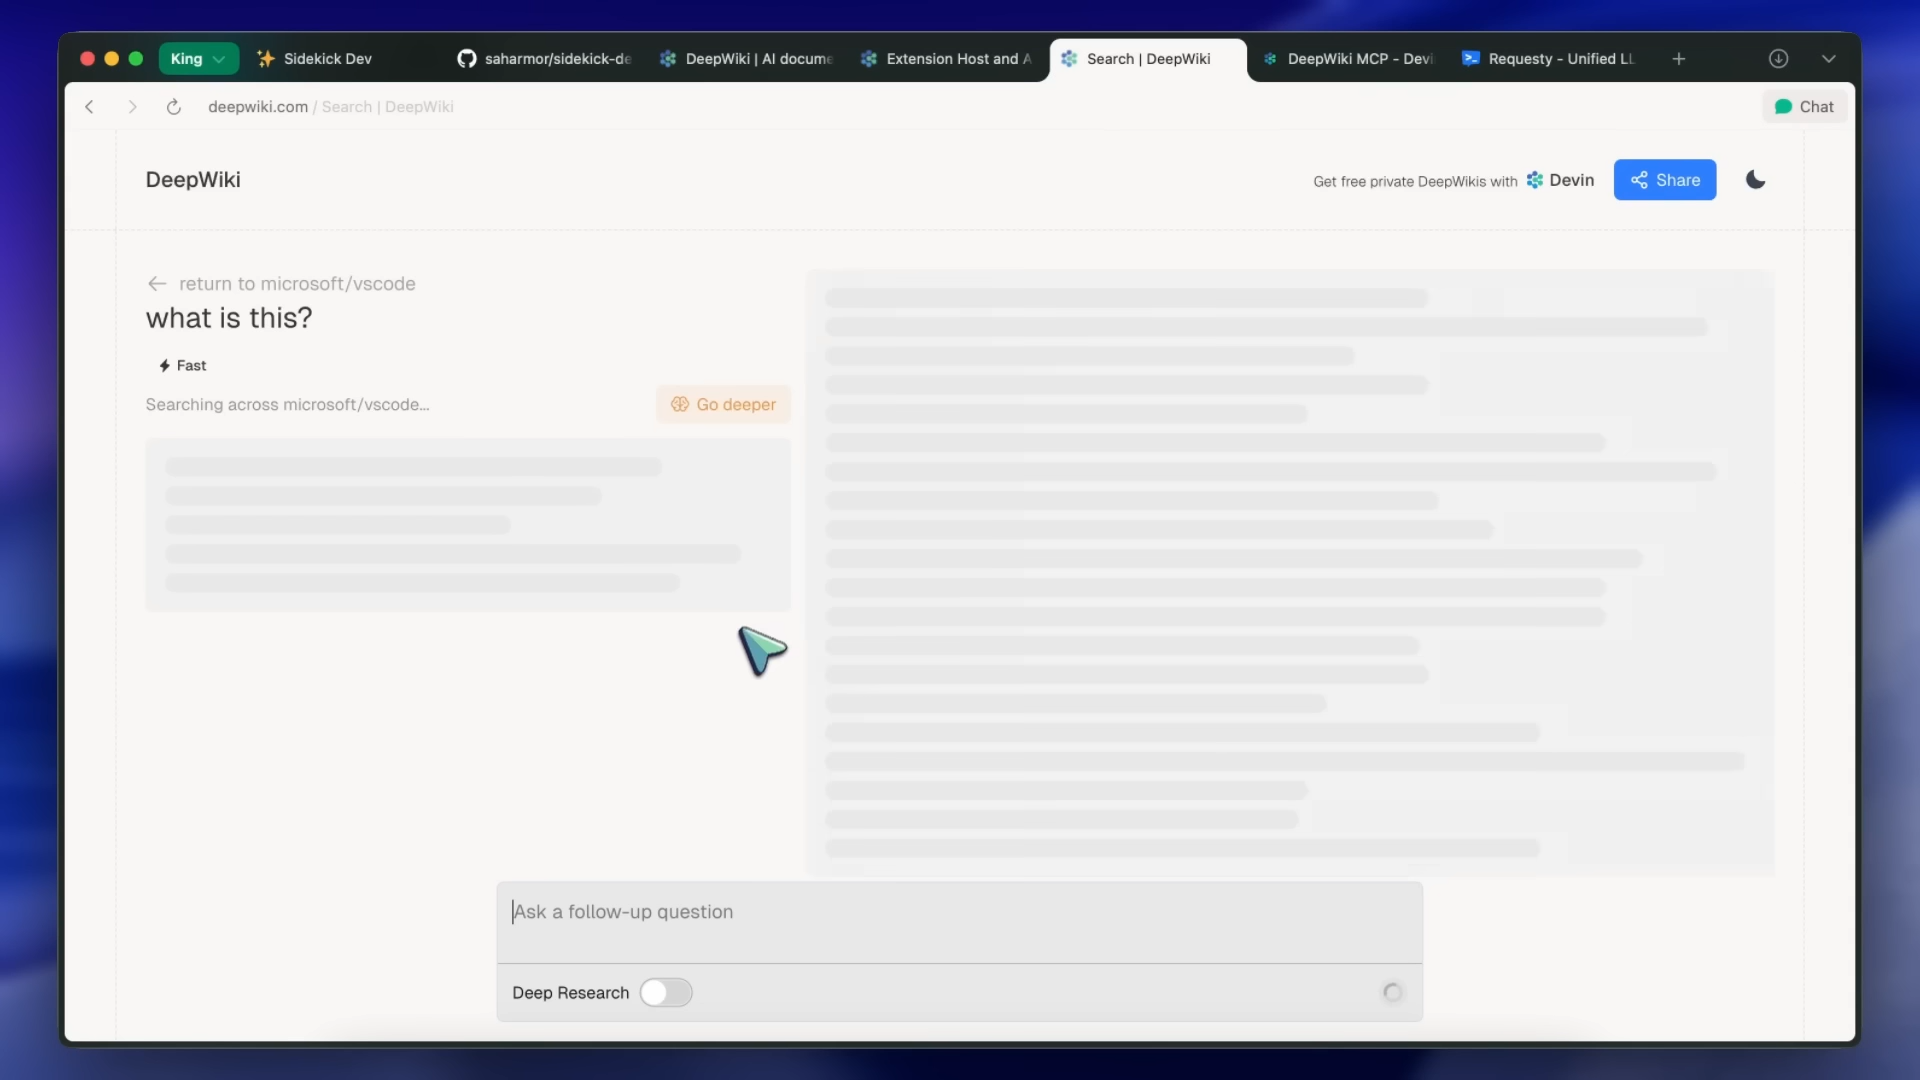 King
Sidekick Dev
saharmor/sidekick-de
DeepWiki | AI docume
Extension Host and A
Search | DeepWiki
DeepWiki MCP - Devi
Requesty - Unified LL
deepwiki.com / Search | DeepWiki
Chat
DeepWiki
Get free private DeepWikis with Devin
Share
return to microsoft/vscode
what is this?
Fast
Searching across microsoft/vscode...
Go deeper
Ask a follow-up question
Deep Research